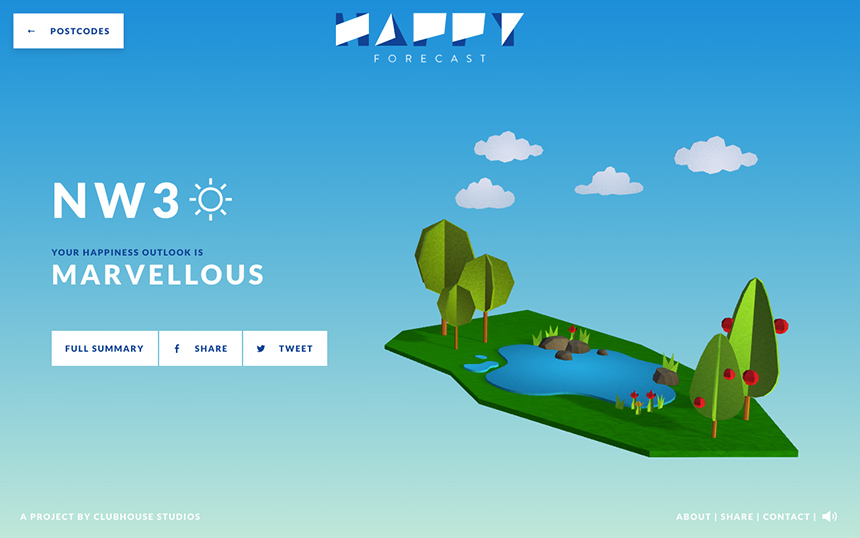 ← POSTCODES
HAPPY
FORECAST
NW3
YOUR HAPPINESS OUTLOOK IS
MARVELLOUS
FULL SUMMARY
SHARE
TWEET
A PROJECT BY CLUBHOUSE STUDIOS
ABOUT | SHARE | CONTACT |